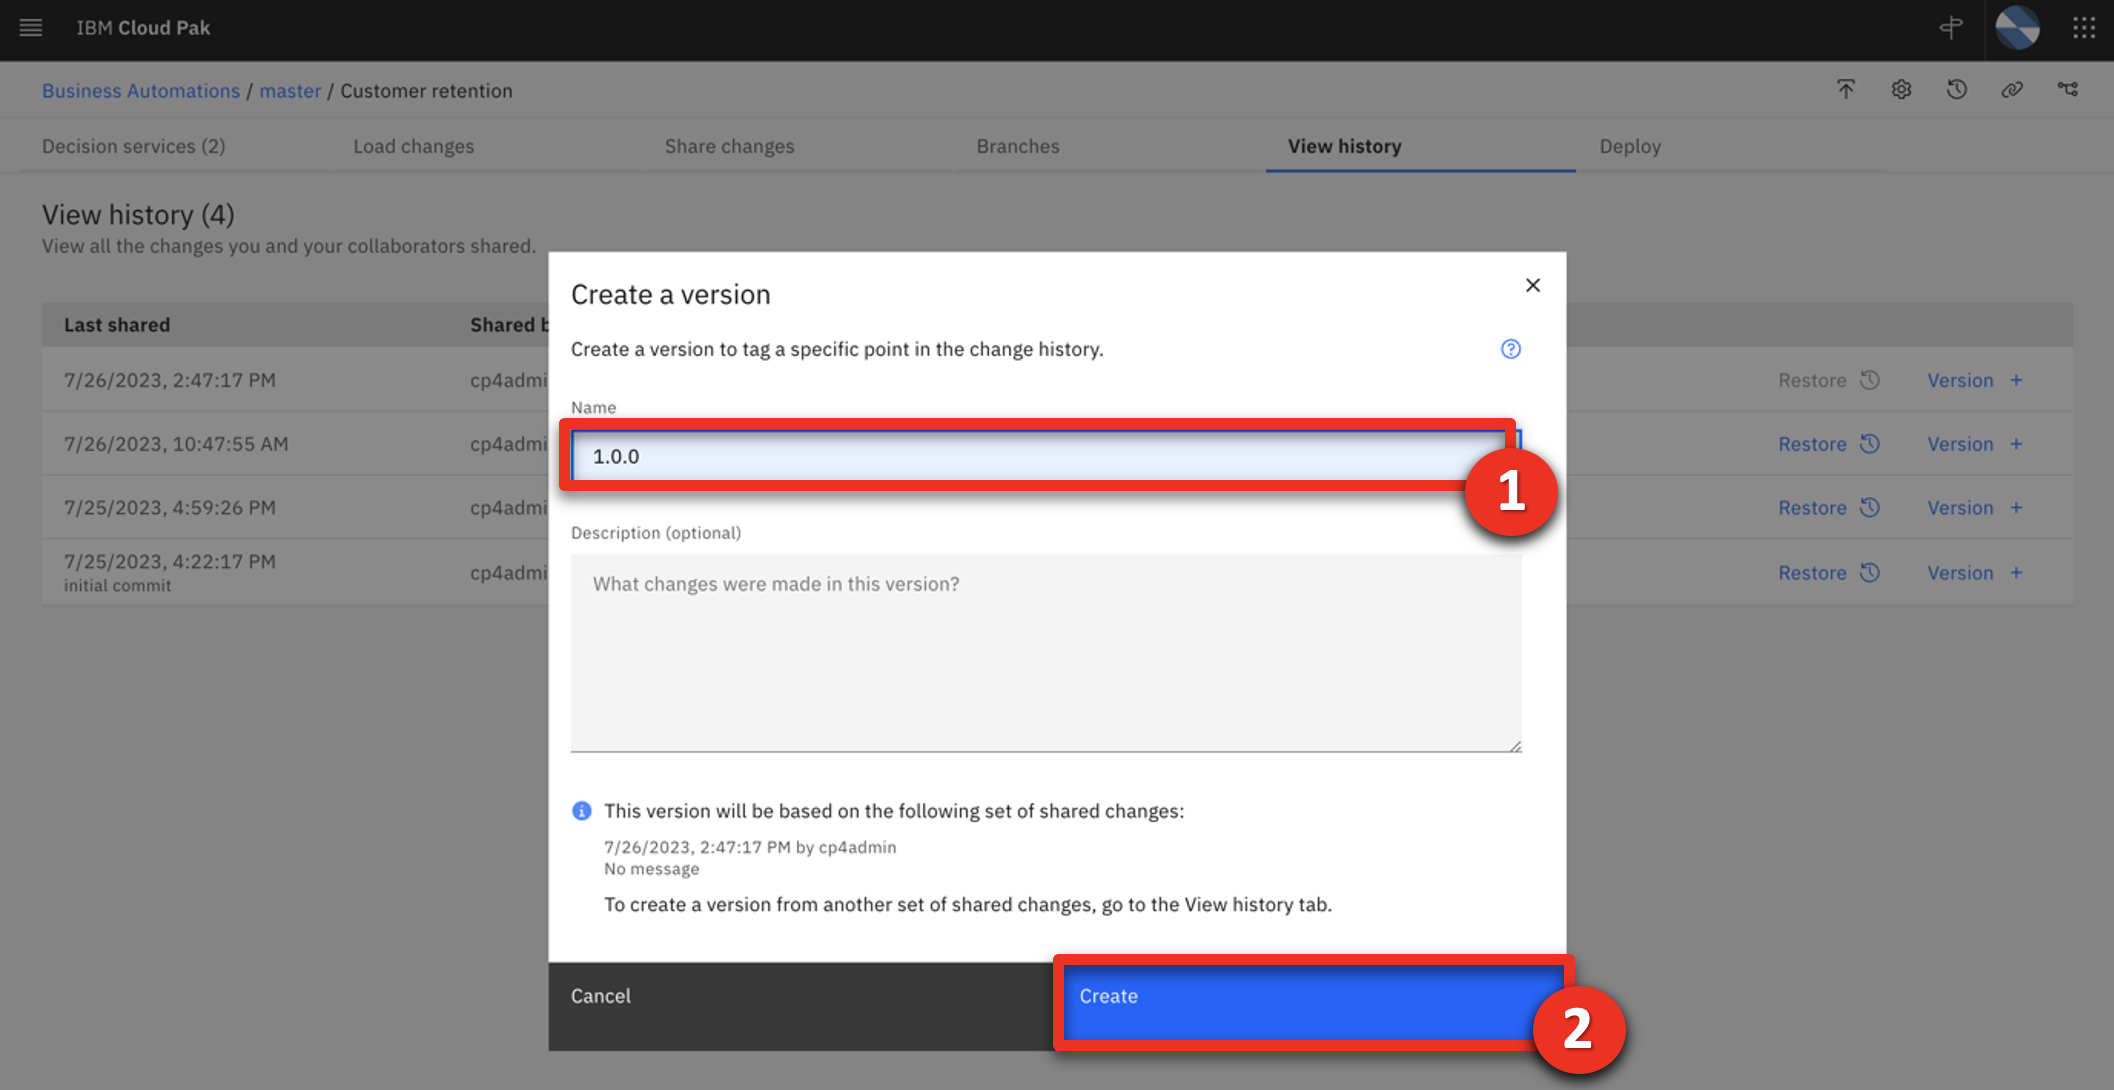 IBM Cloud Pak
Business Automations / master / Customer retention
Decision services (2) Load changes Share changes Branches View history Deploy
View history (4)
View all the changes you and your collaborators shared.
Last shared Shared b
7/26/2023, 2:47:17 PM cp4admi Restore Version +
7/26/2023, 10:47:55 AM cp4admi Restore Version +
7/25/2023, 4:59:26 PM cp4admi Restore Version +
7/25/2023, 4:22:17 PM cp4admi Restore Version +
initial commit
Create a version
Create a version to tag a specific point in the change history.
Name
1.0.0
1
Description (optional)
What changes were made in this version?
This version will be based on the following set of shared changes:
7/26/2023, 2:47:17 PM by cp4admin
No message
To create a version from another set of shared changes, go to the View history tab.
Cancel Create
2